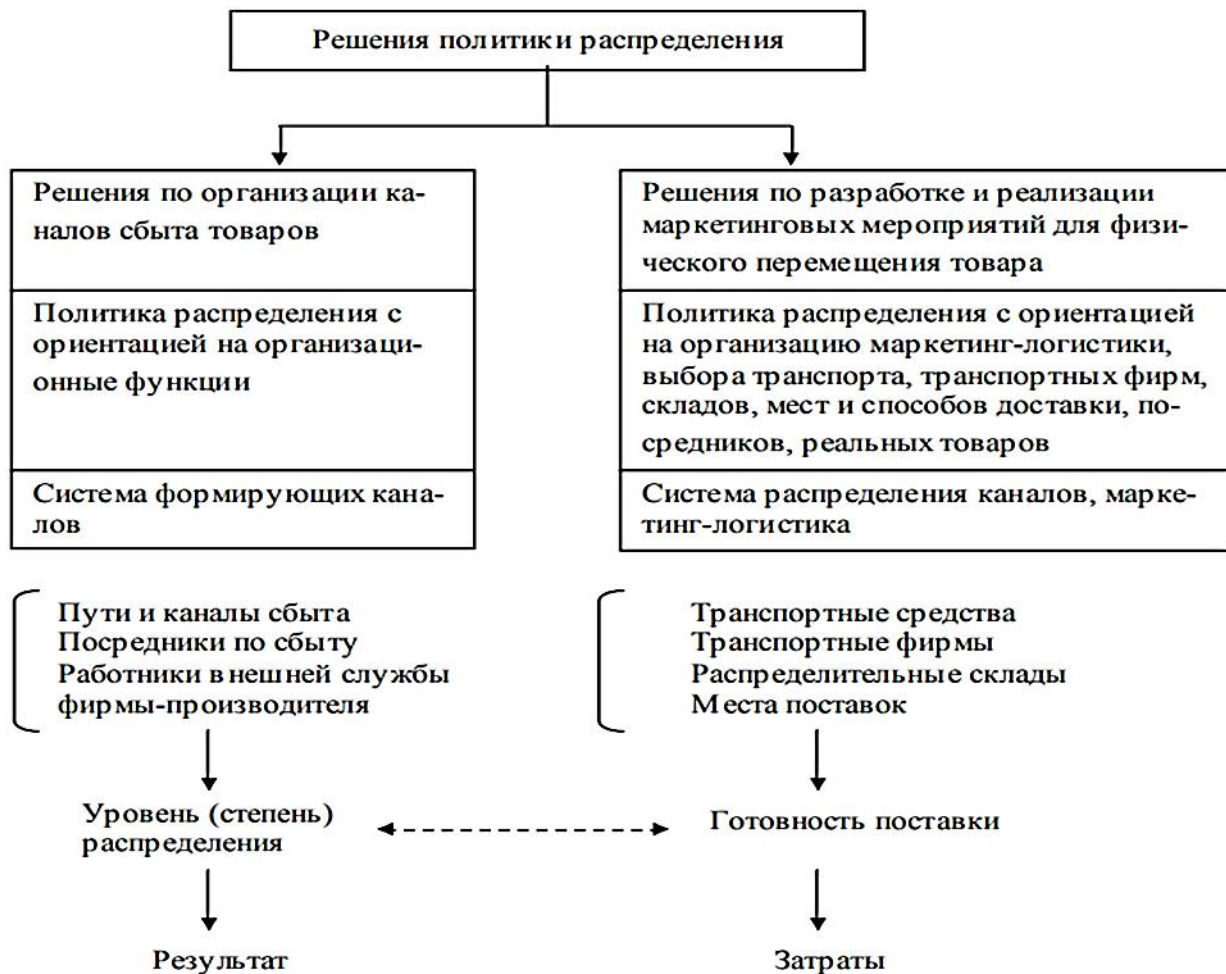 Решения политики распределения
Решения по организации ка-
налов сбыта товаров
Политика распределения с
ориентацией на организаци-
онные функции
Система формирующих кана-
лов
Пути и каналы сбыта
Посредники по сбыту
Работники внешней службы
фирмы-производителя
Уровень (степень)
распределения
Результат
Решения по разработке и реализации
маркетинговых мероприятий для физи-
ческого перемещения товара
Политика распределения с ориентацией
на организацию маркетинг-логистики,
выбора транспорта, транспортных фирм,
складов, мест и способов доставки, по-
средников, реальных товаров
Система распределения каналов, марке-
тинг-логистика
Транспортные средства
Транспортные фирмы
Распределительные склады
Места поставок
Готовность поставки
Затраты